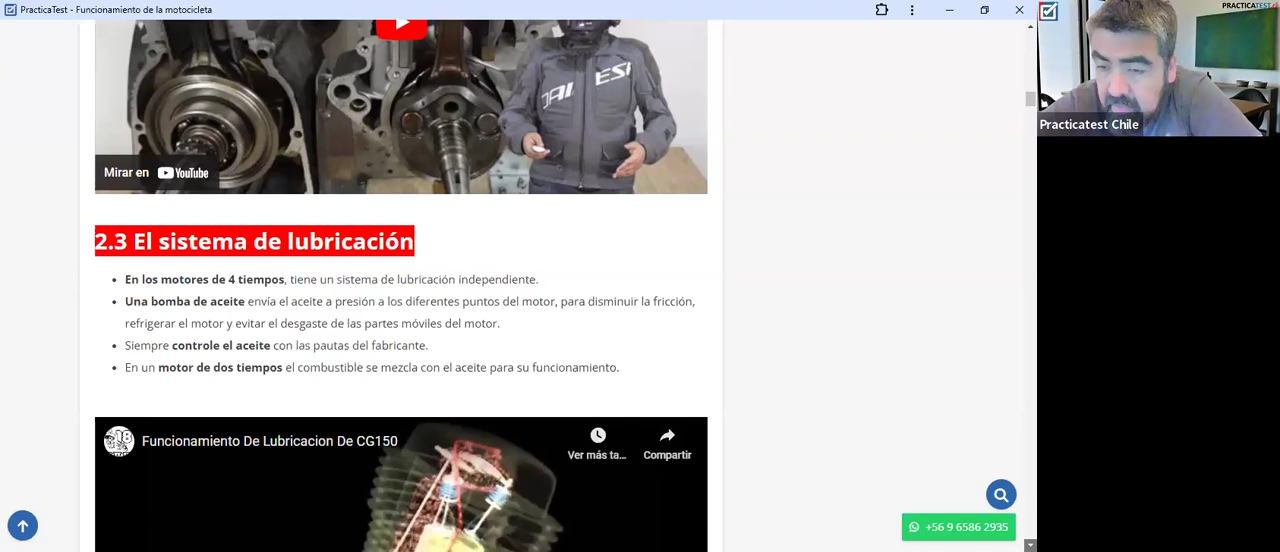 PracticaTest - Funcionamiento de la motocicleta
PRACTICATEST
DAINESE
Practicatest Chile
Mirar en YouTube
2.3 El sistema de lubricación
En los motores de 4 tiempos, tiene un sistema de lubricación independiente.
Una bomba de aceite envía el aceite a presión a los diferentes puntos del motor, para disminuir la fricción,
refrigerar el motor y evitar el desgaste de las partes móviles del motor.
Siempre controle el aceite con las pautas del fabricante.
En un motor de dos tiempos el combustible se mezcla con el aceite para su funcionamiento.
18
Funcionamiento De Lubricacion De CG150
Ver más ta...
Compartir
+56 9 6586 2935